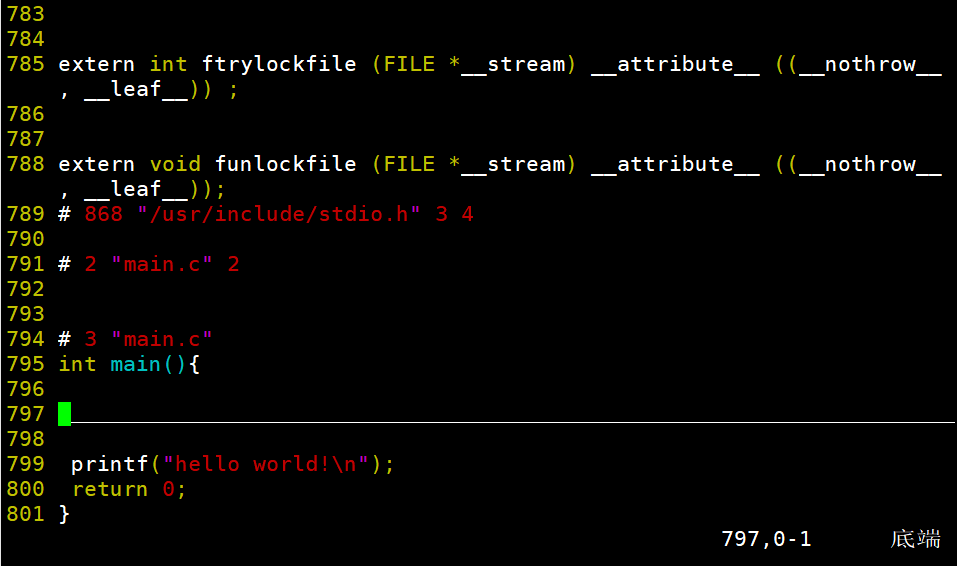 783
784
785 extern int ftrylockfile (FILE *__stream) __attribute__ ((__nothrow__
, __leaf__)) ;
786
787
788 extern void funlockfile (FILE *__stream) __attribute__ ((__nothrow__
, __leaf__));
789 # 868 "/usr/include/stdio.h" 3 4
790
791 # 2 "main.c" 2
792
793
794 # 3 "main.c"
795 int main(){
796
797
798
799  printf("hello world!\n");
800  return 0;
801 }
797,0-1 底端